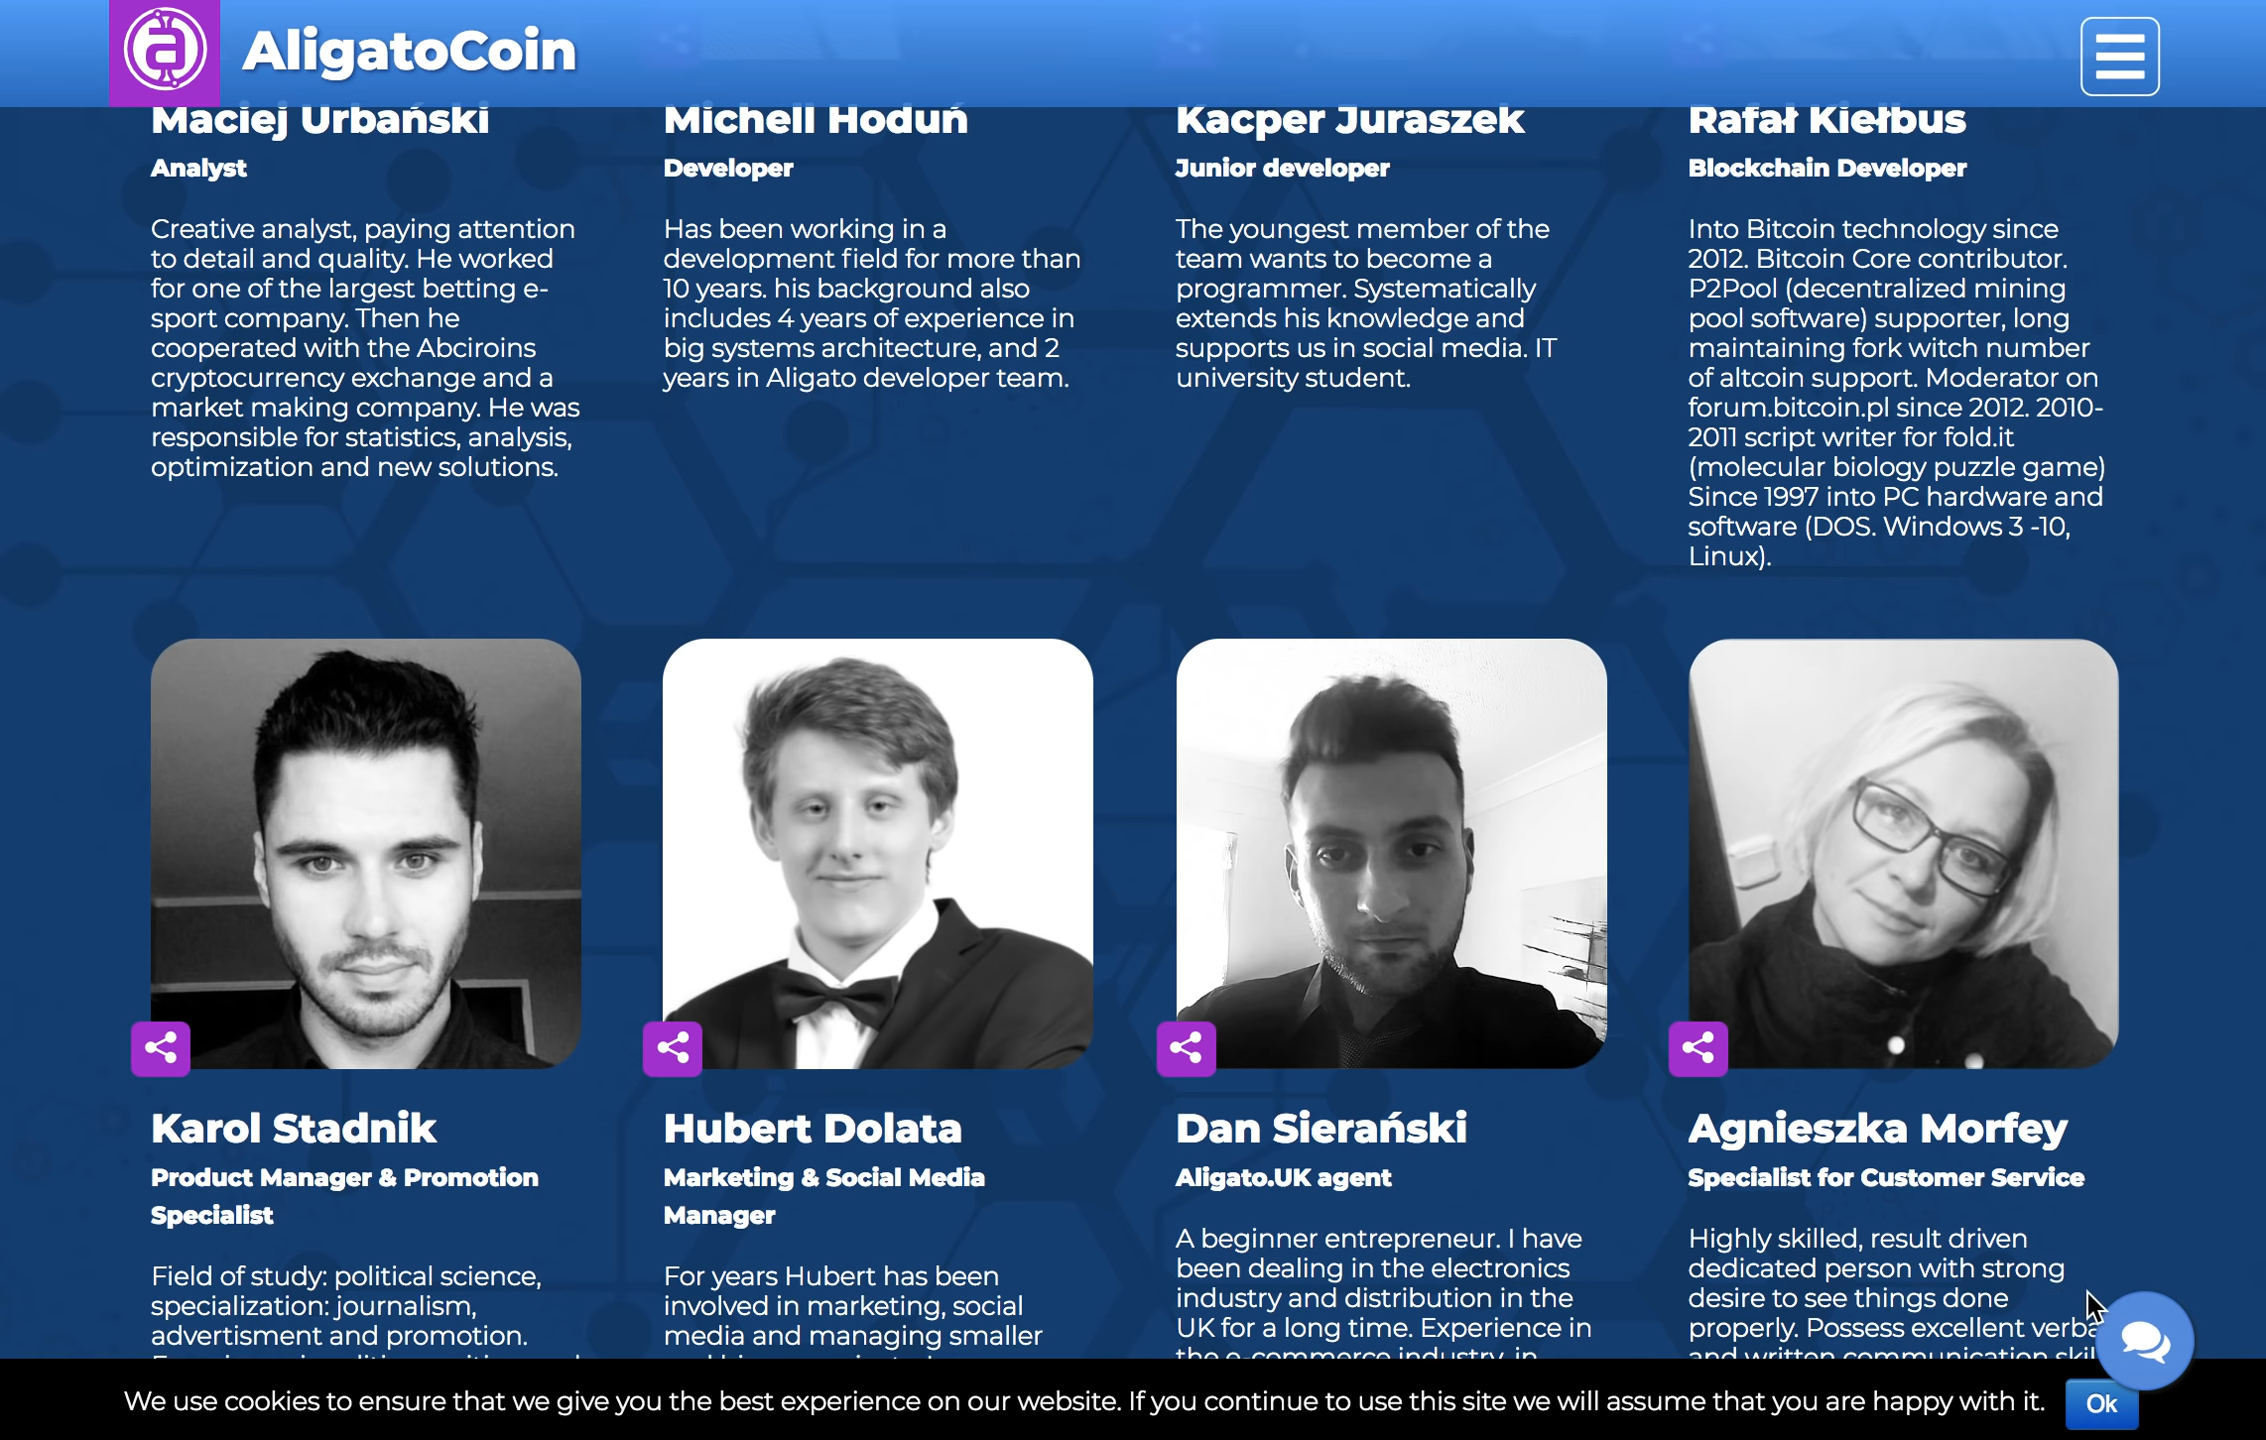 AligatoCoin
Maciej Urbański
Analyst
Creative analyst, paying attention
to detail and quality. He worked
for one of the largest betting e-
sport company. Then he
cooperated with the Abciroins
cryptocurrency exchange and a
market making company. He was
responsible for statistics, analysis,
optimization and new solutions.
Michell Hoduń
Developer
Has been working in a
development field for more than
10 years. his background also
includes 4 years of experience in
big systems architecture, and 2
years in Aligato developer team.
Kacper Juraszek
Junior developer
The youngest member of the
team wants to become a
programmer. Systematically
extends his knowledge and
supports us in social media. IT
university student.
Rafał Kiełbus
Blockchain Developer
Into Bitcoin technology since
2012. Bitcoin Core contributor.
P2Pool (decentralized mining
pool software) supporter, long
maintaining fork witch number
of altcoin support. Moderator on
forum.bitcoin.pl since 2012. 2010-
2011 script writer for fold.it
(molecular biology puzzle game)
Since 1997 into PC hardware and
software (DOS. Windows 3 -10,
Linux).
Karol Stadnik
Product Manager & Promotion
Specialist
Field of study: political science,
specialization: journalism,
advertisment and promotion.
Hubert Dolata
Marketing & Social Media
Manager
For years Hubert has been
involved in marketing, social
media and managing smaller
Dan Sierański
Aligato.UK agent
A beginner entrepreneur. I have
been dealing in the electronics
industry and distribution in the
UK for a long time. Experience in
the e-commerce industry, in
Agnieszka Morfey
Specialist for Customer Service
Highly skilled, result driven
dedicated person with strong
desire to see things done
properly. Possess excellent
and written communication
We use cookies to ensure that we give you the best experience on our website. If you continue to use this site we will assume that you are happy with it.
Ok